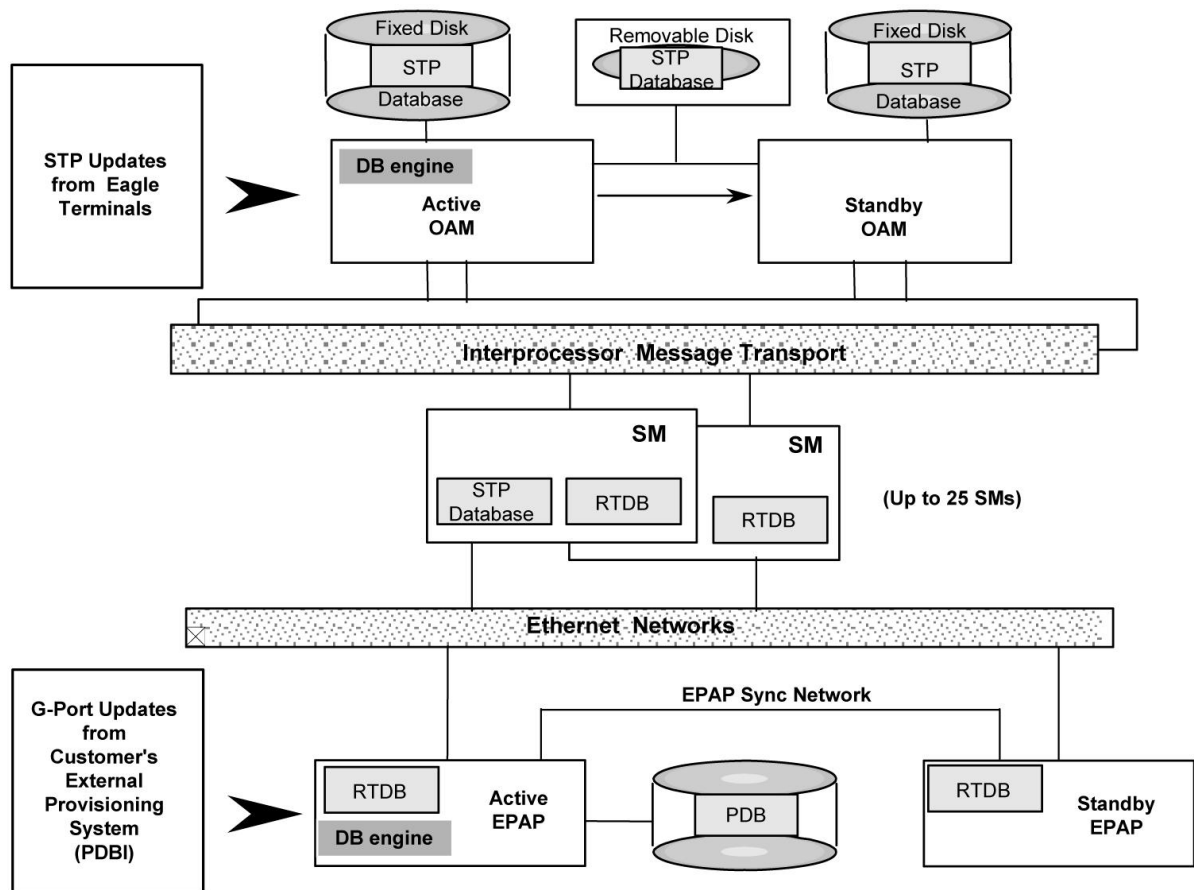 Fixed Disk
STP
Database
Removable Disk
STP
Database
Fixed Disk
STP
Database
STP Updates
from Eagle
Terminals
DB engine
Active
OAM
Standby
OAM
Interprocessor Message Transport
SM
STP
Database
RTDB
SM
RTDB
(Up to 25 SMs)
Ethernet Networks
G-Port Updates
from
Customer's
External
Provisioning
System
(PDBI)
EPAP Sync Network
RTDB
DB engine
Active
EPAP
PDB
RTDB
Standby
EPAP